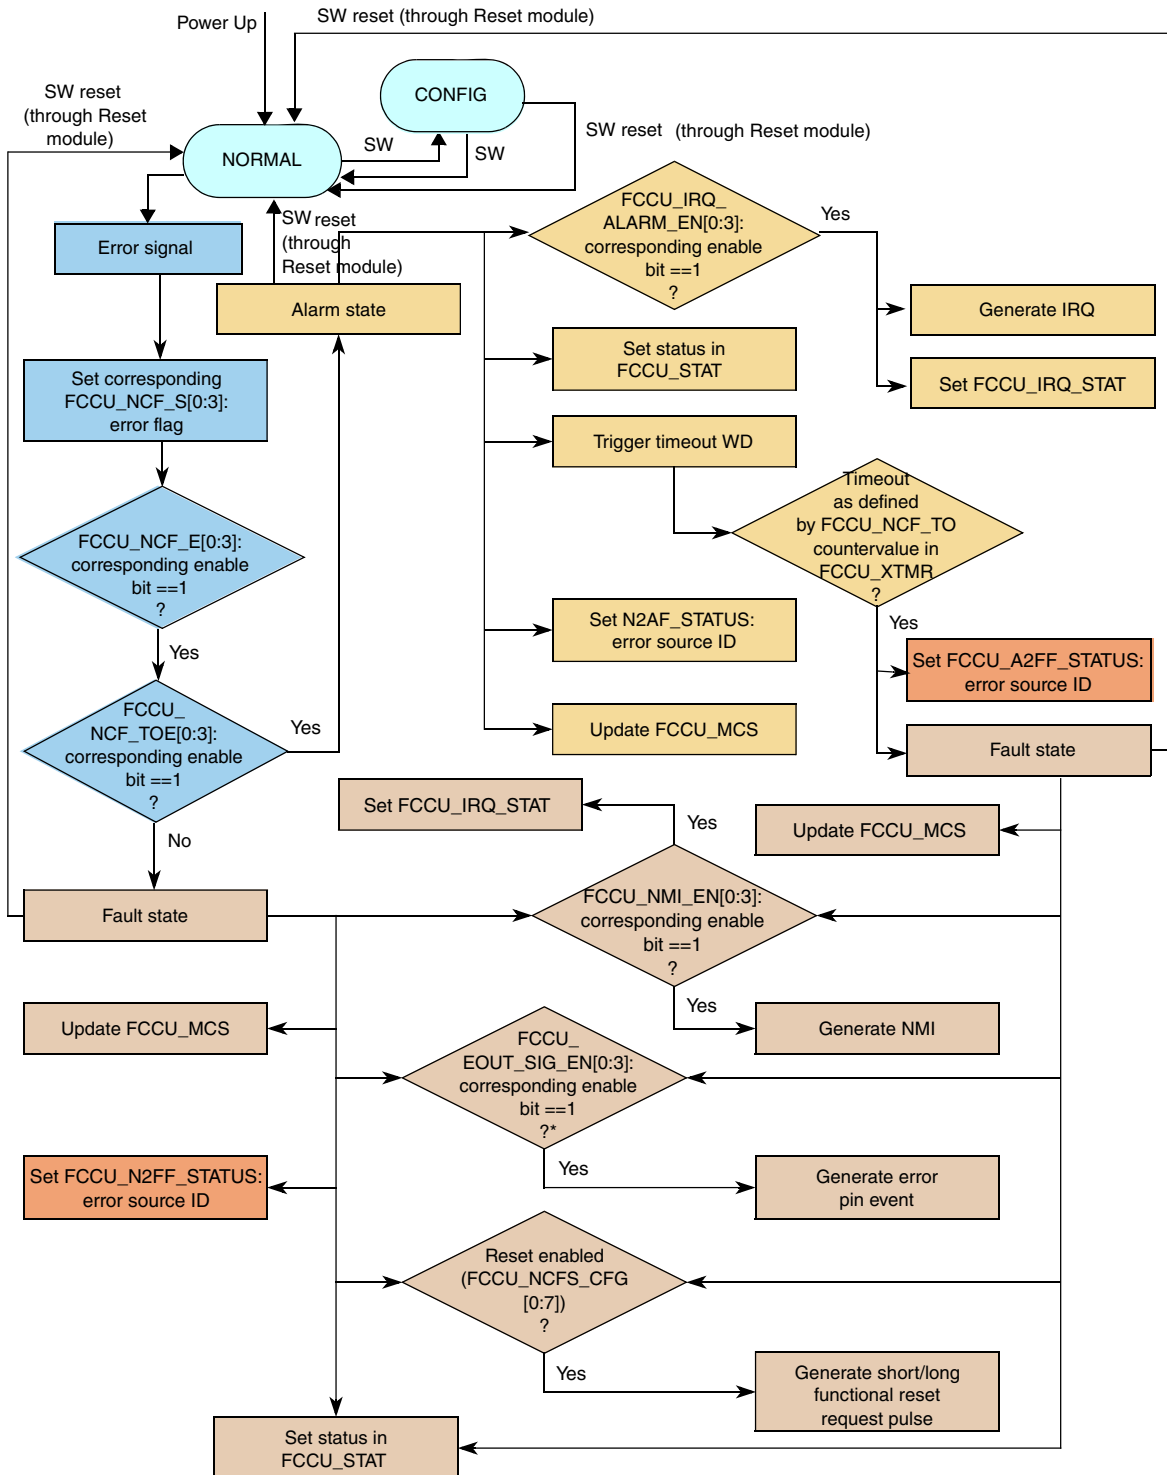 Power Up
SW reset (through Reset module)
SW reset
(through Reset
module)
CONFIG
SW reset (through Reset module)
NORMAL
SW
SW
FCCU_IRQ_
ALARM_EN[0:3]:
corresponding enable
bit ==1
?
Yes
SW reset
(through
Reset module)
Error signal
Alarm state
Generate IRQ
Set status in
FCCU_STAT
Set FCCU_IRQ_STAT
Set corresponding
FCCU_NCF_S[0:3]:
error flag
Trigger timeout WD
Timeout
as defined
by FCCU_NCF_TO
countervalue in
FCCU_XTMR
?
FCCU_NCF_E[0:3]:
corresponding enable
bit ==1
?
Yes
Set N2AF_STATUS:
error source ID
Yes
Set FCCU_A2FF_STATUS:
error source ID
FCCU_
NCF_TOE[0:3]:
corresponding enable
bit ==1
?
Yes
Update FCCU_MCS
Fault state
Set FCCU_IRQ_STAT
Yes
Update FCCU_MCS
No
Fault state
FCCU_NMI_EN[0:3]:
corresponding enable
bit ==1
?
Yes
Update FCCU_MCS
Generate NMI
FCCU_
EOUT_SIG_EN[0:3]:
corresponding enable
bit ==1
?*
Yes
Set FCCU_N2FF_STATUS:
error source ID
Generate error
pin event
Reset enabled
(FCCU_NCFS_CFG
[0:7])
?
Yes
Generate short/long
functional reset
request pulse
Set status in
FCCU_STAT